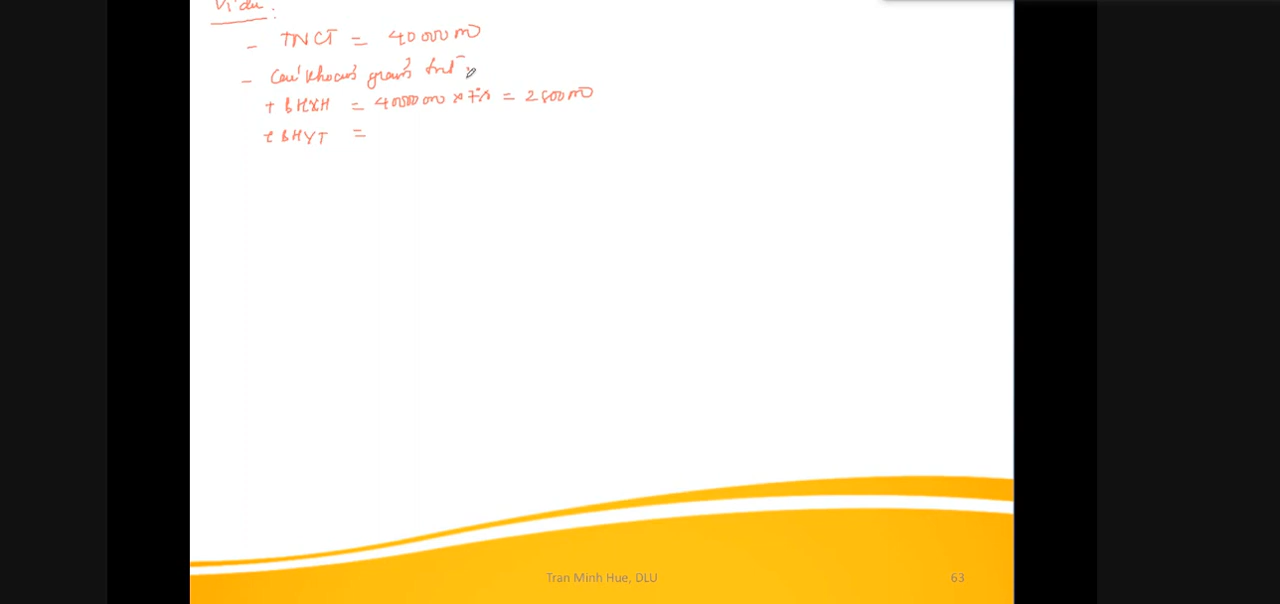 Ví dụ:
- TNCT = 40 000 000
- Các khoản giảm trừ:
+ BHXH = 40 000 000 x 7% = 2 800 000
+ BHYT =
Tran Minh Hue, DLU
63